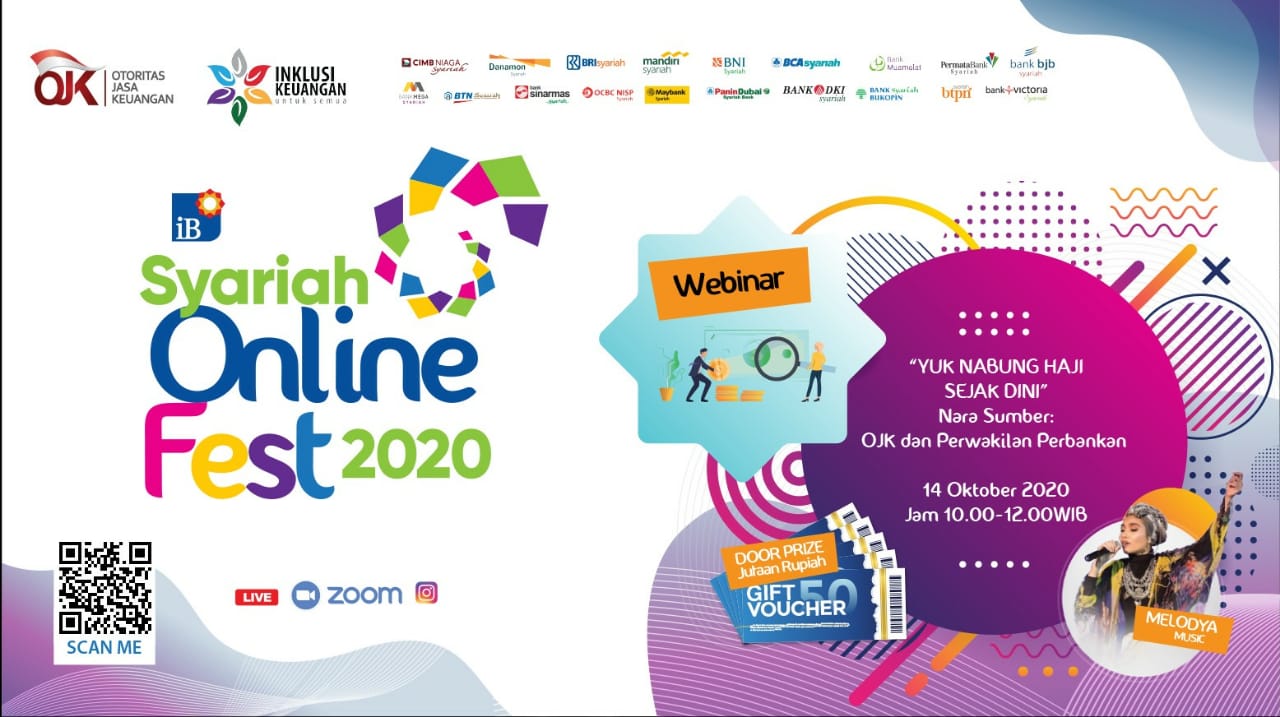 OJK
OTORITAS
JASA
KEUANGAN
INKLUSI
KEUANGAN
untuk semua
CIMB NIAGA
Syariah
Danamon
Syariah
BRIsyariah
mandiri
syariah
BNI
Syariah
BCAsyariah
Bank
Muamalat
PermataBank
Syariah
bank bjb
syariah
BANK MEGA
SYARIAH
BTN Syariah
bank
sinarmas
syariah
OCBC NISP
Syariah
Maybank
Syariah
PaninDubai
Syariah Bank
BANK DKI
syariah
BANK Syariah
BUKOPIN
btpn
syariah
bank victoria
syariah
iB
Syariah
Online
Fest 2020
Webinar
“YUK NABUNG HAJI
SEJAK DINI”
Nara Sumber:
OJK dan Perwakilan Perbankan
14 Oktober 2020
Jam 10.00-12.00WIB
DOOR PRIZE
Jutaan Rupiah
GIFT 50
VOUCHER
MELODYA
MUSIC
LIVE
zoom
SCAN ME